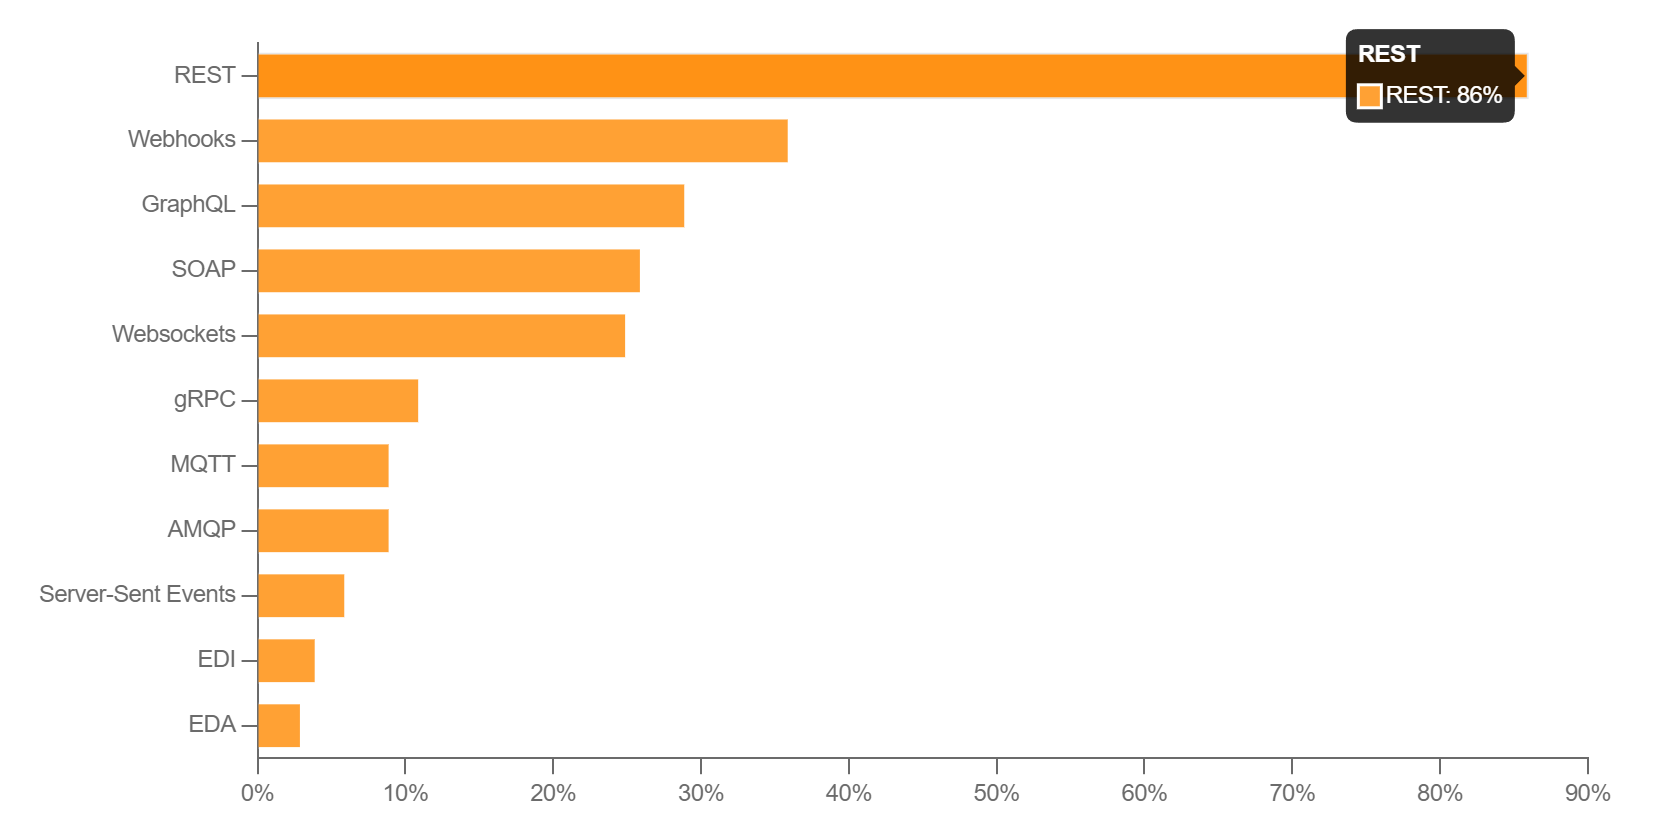 REST
REST
REST: 86%
Webhooks
GraphQL
SOAP
Websockets
gRPC
MQTT
AMQP
Server-Sent Events
EDI
EDA
0% 10% 20% 30% 40% 50% 60% 70% 80% 90%